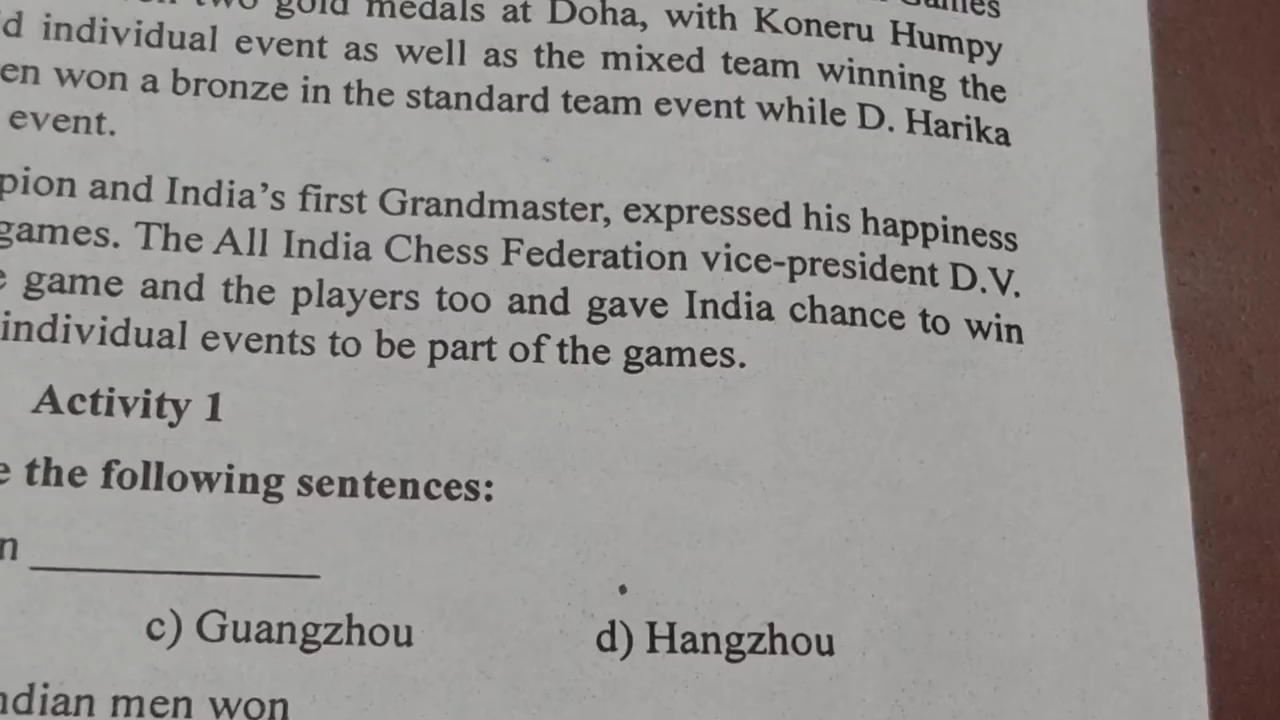 gold medals at Doha, with Koneru Humpy
d individual event as well as the mixed team winning the
en won a bronze in the standard team event while D. Harika
event.
pion and India's first Grandmaster, expressed his happiness
games. The All India Chess Federation vice-president D.V.
game and the players too and gave India chance to win
individual events to be part of the games.
Activity 1
e the following sentences:
n ____________
c) Guangzhou d) Hangzhou
ndian men won